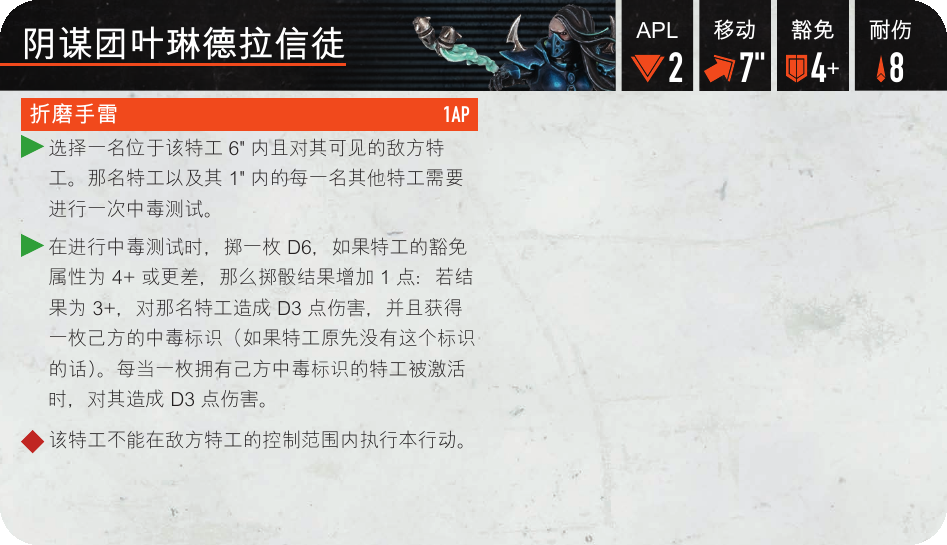 阴谋团叶琳德拉信徒
APL
2
移动
7"
豁免
4+
耐伤
8
折磨手雷 1AP
选择一名位于该特工 6" 内且对其可见的敌方特
工。那名特工以及其 1" 内的每一名其他特工需要
进行一次中毒测试。
在进行中毒测试时，掷一枚 D6，如果特工的豁免
属性为 4+ 或更差，那么掷骰结果增加 1 点：若结
果为 3+，对那名特工造成 D3 点伤害，并且获得
一枚己方的中毒标识（如果特工原先没有这个标识
的话）。每当一枚拥有己方中毒标识的特工被激活
时，对其造成 D3 点伤害。
该特工不能在敌方特工的控制范围内执行本行动。